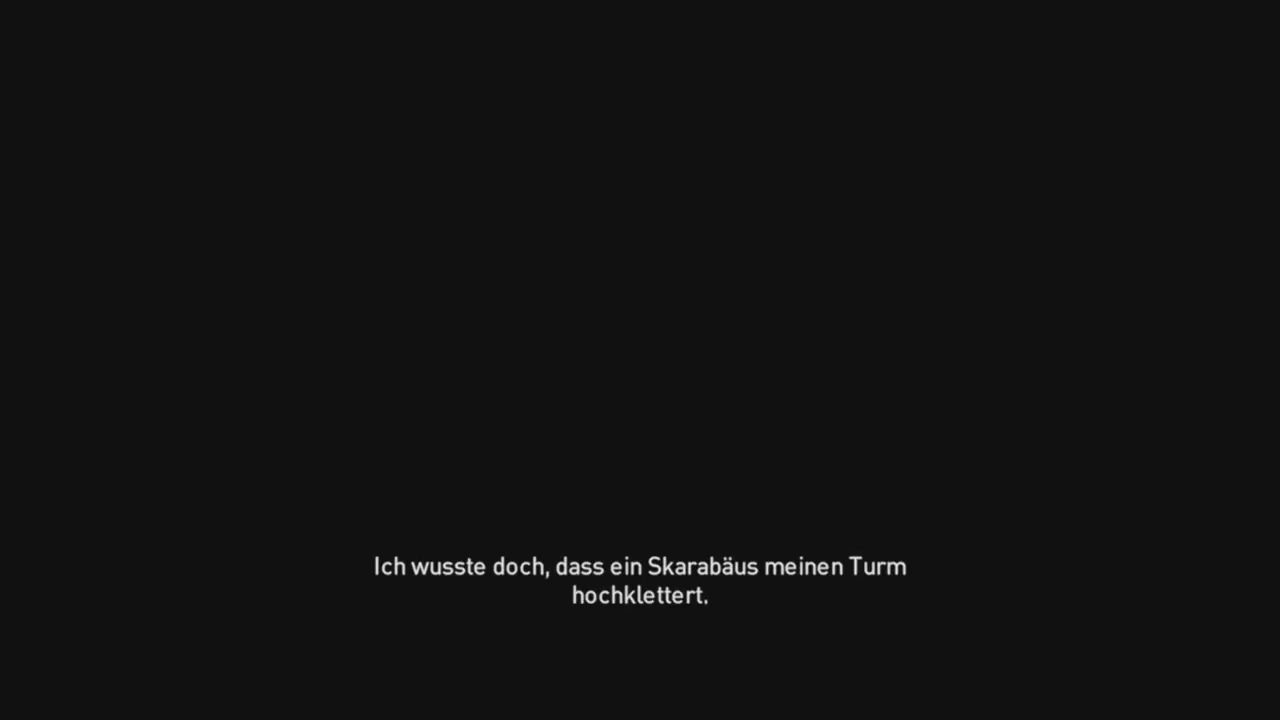 Ich wusste doch, dass ein Skarabäus meinen Turm
hochklettert.